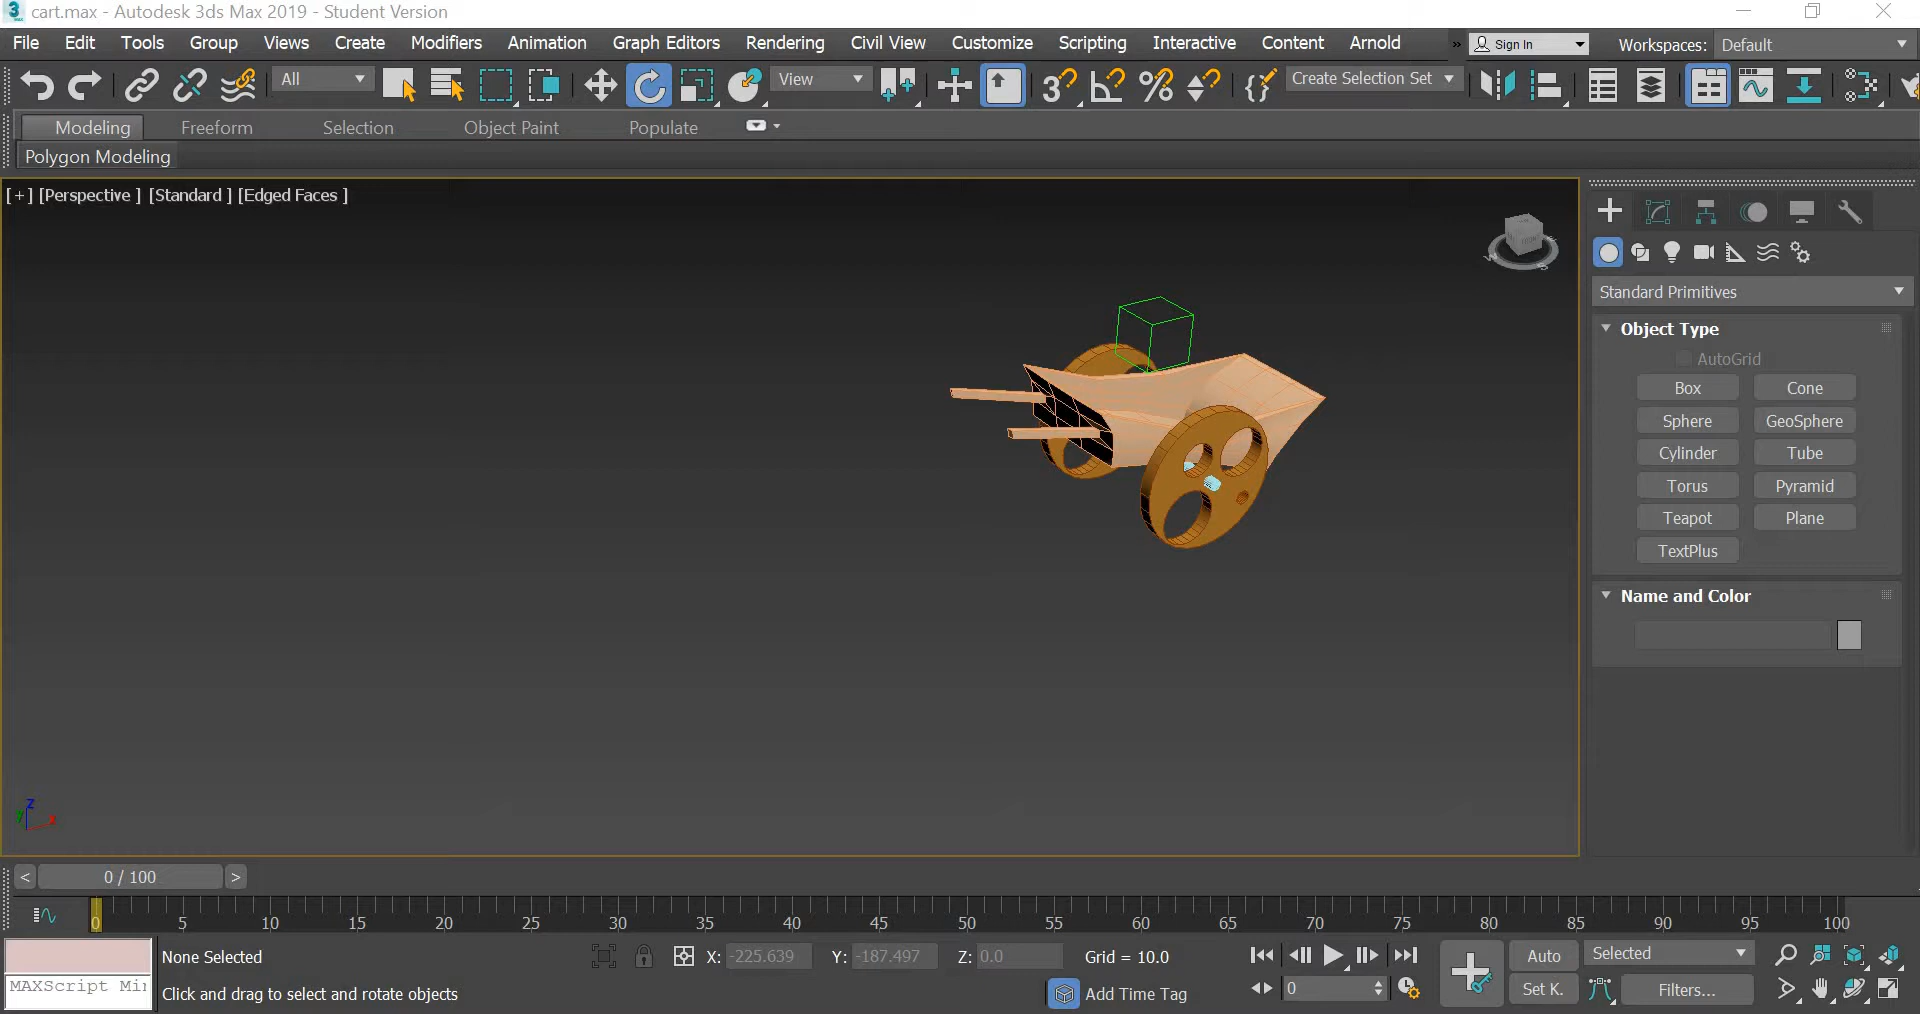 cart.max - Autodesk 3ds Max 2019 - Student Version
File Edit Tools Group Views Create Modifiers Animation Graph Editors Rendering Civil View Customize Scripting Interactive Content Arnold » Sign In Workspaces: Default
All View 3 Create Selection Set
Modeling Freeform Selection Object Paint Populate
Polygon Modeling
[+] [Perspective ] [Standard ] [Edged Faces ]
Standard Primitives
Object Type
AutoGrid
Box Cone
Sphere GeoSphere
Cylinder Tube
Torus Pyramid
Teapot Plane
TextPlus
Name and Color
z
y x
< 0 / 100 >
0 5 10 15 20 25 30 35 40 45 50 55 60 65 70 75 80 85 90 95 100
None Selected X: -225.639 Y: -187.497 Z: 0.0 Grid = 10.0 Auto Selected
MAXScript Mi
Click and drag to select and rotate objects Add Time Tag 0 Set K. Filters...